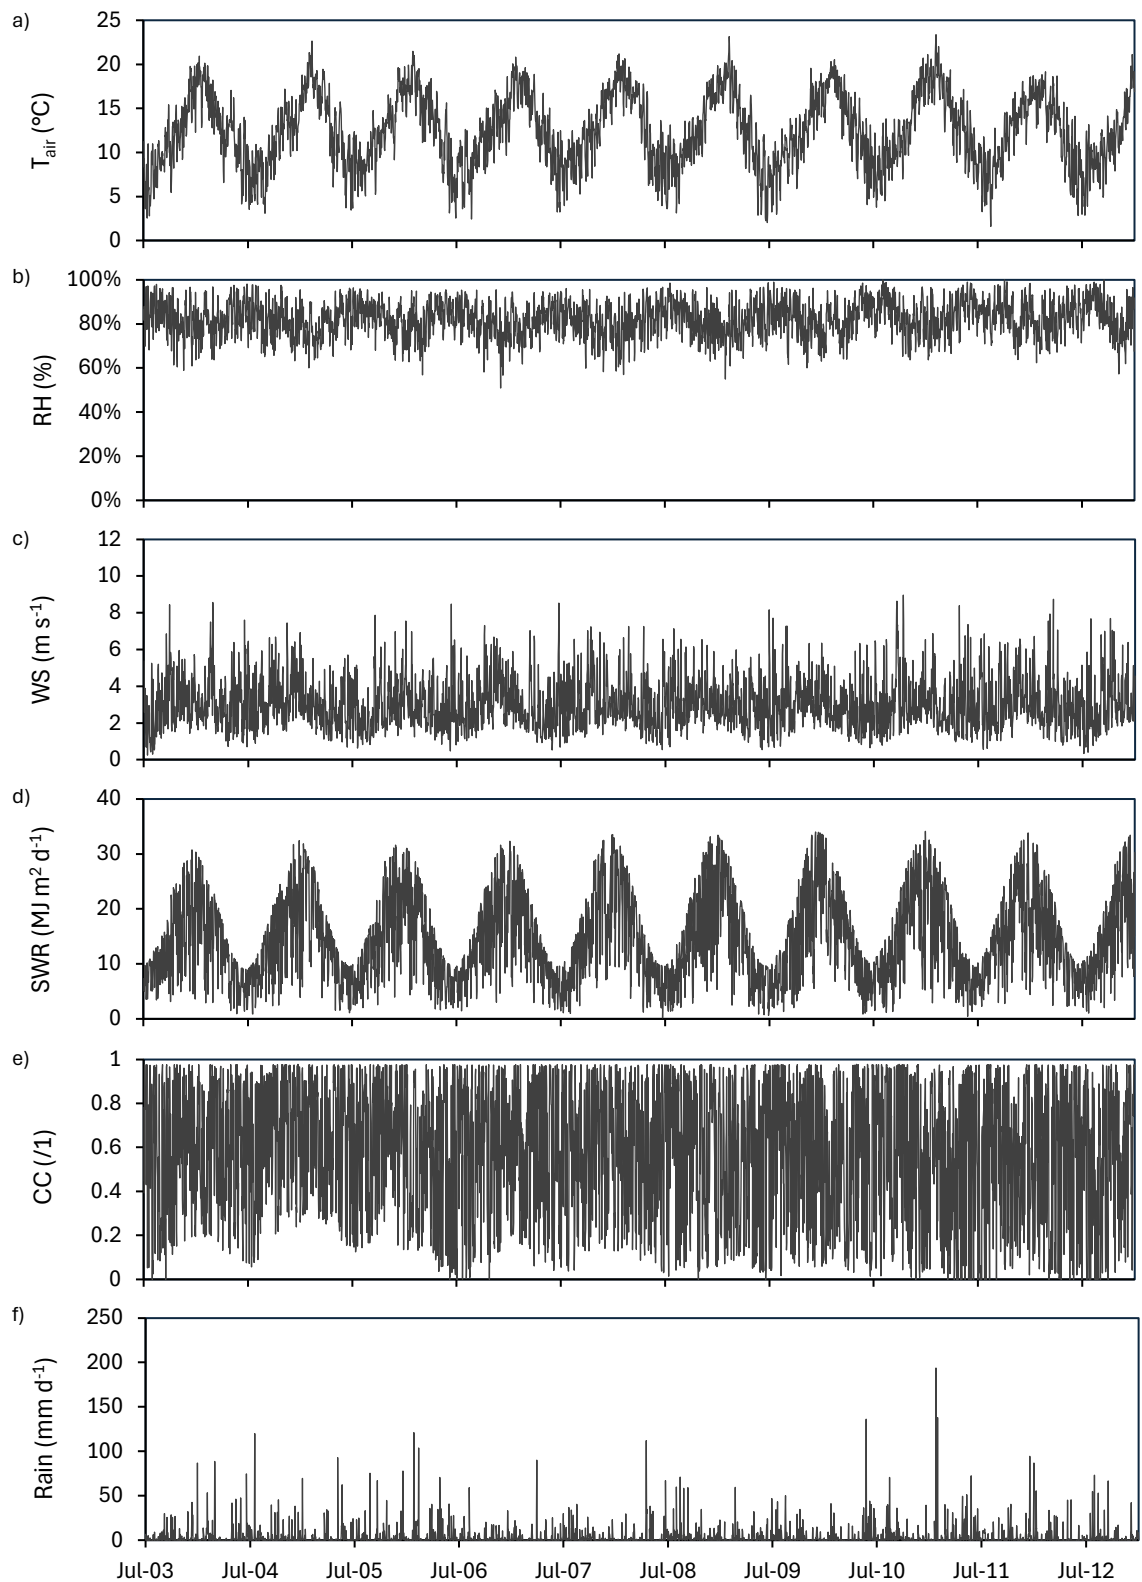 a)
T_air (°C)
25
20
15
10
5
0
b)
RH (%)
100%
80%
60%
40%
20%
0%
c)
WS (m s⁻¹)
12
10
8
6
4
2
0
d)
SWR (MJ m² d⁻¹)
40
30
20
10
0
e)
CC (/1)
1
0.8
0.6
0.4
0.2
0
f)
Rain (mm d⁻¹)
250
200
150
100
50
0
Jul-03 Jul-04 Jul-05 Jul-06 Jul-07 Jul-08 Jul-09 Jul-10 Jul-11 Jul-12